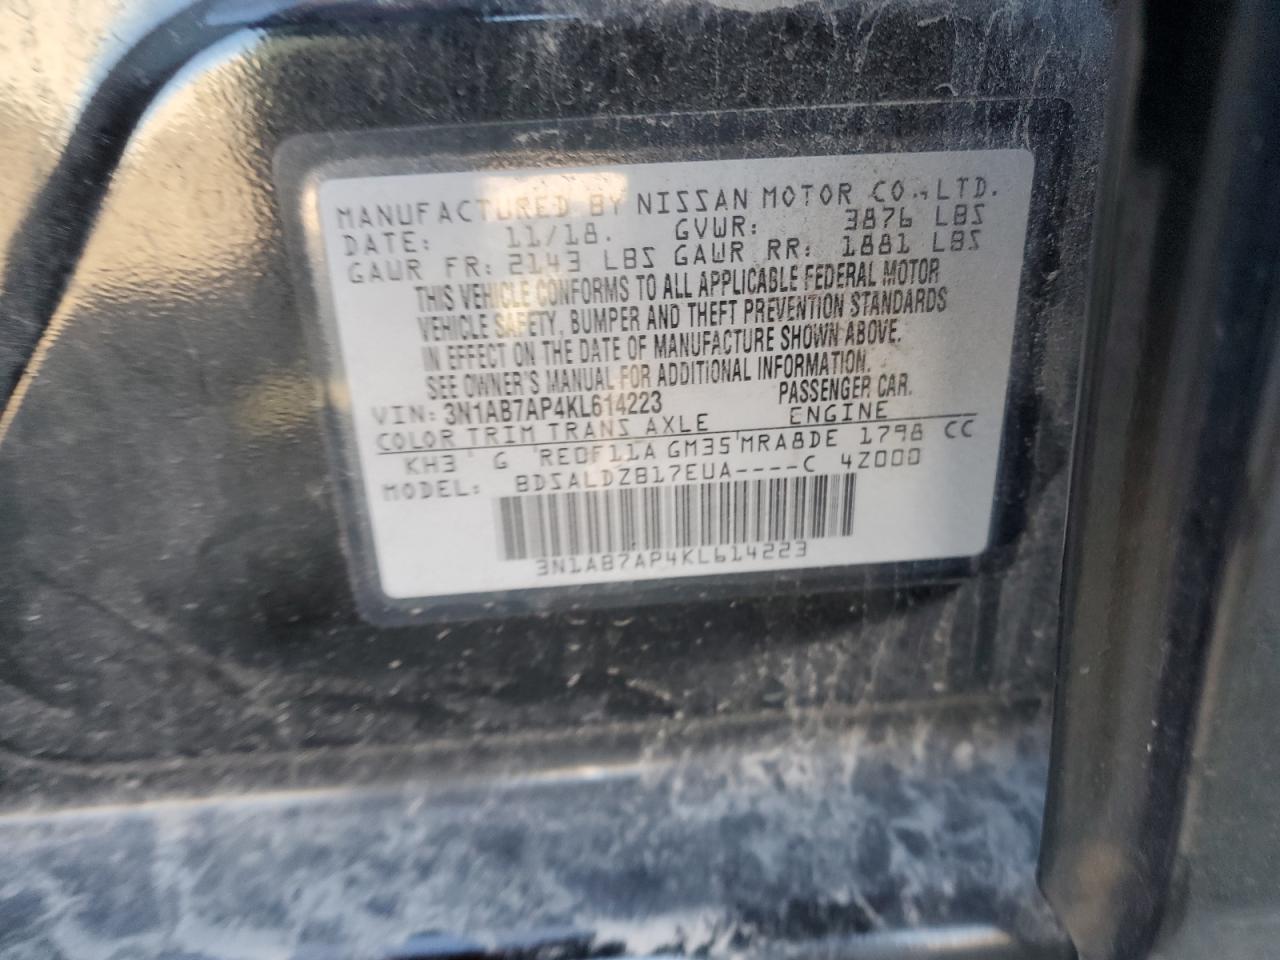 MANUFACTURED BY NISSAN MOTOR CO., LTD.
DATE: 11/18. GVWR: 3876 LBS
GAWR FR: 2143 LBS GAWR RR: 1881 LBS
THIS VEHICLE CONFORMS TO ALL APPLICABLE FEDERAL MOTOR
VEHICLE SAFETY, BUMPER AND THEFT PREVENTION STANDARDS
IN EFFECT ON THE DATE OF MANUFACTURE SHOWN ABOVE.
SEE OWNER'S MANUAL FOR ADDITIONAL INFORMATION.
VIN: 3N1AB7AP4KL614223 PASSENGER CAR.
COLOR TRIM TRANS AXLE ENGINE
KH3 G RE0F11A GM35 MRA8DE 1798 CC
MODEL: BDSALDZB17EUA----C 4Z000
3N1AB7AP4KL614223